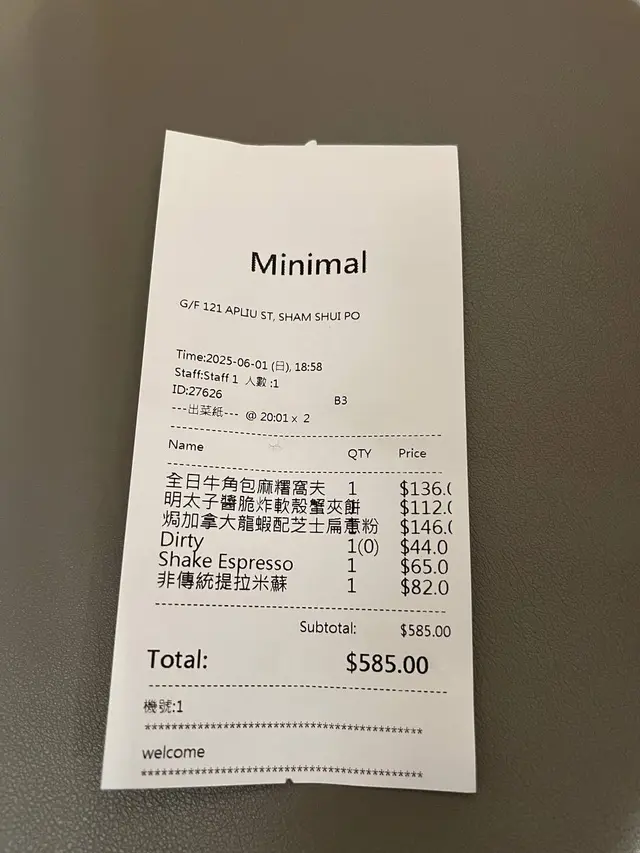 Minimal
G/F 121 APLIU ST, SHAM SHUI PO
Time:2025-06-01 (日), 18:58
Staff:Staff 1 人數 :1
ID:27626 B3
---出菜紙--- @ 20:01 x 2
Name QTY Price
全日牛角包麻糬窩夫 1 $136.0
明太子醬脆炸軟殼蟹夾餅 $112.0
焗加拿大龍蝦配芝士扁意粉 $146.0
Dirty 1(0) $44.0
Shake Espresso 1 $65.0
非傳統提拉米蘇 1 $82.0
Subtotal: $585.00
Total: $585.00
機號:1
******************************************
welcome
******************************************